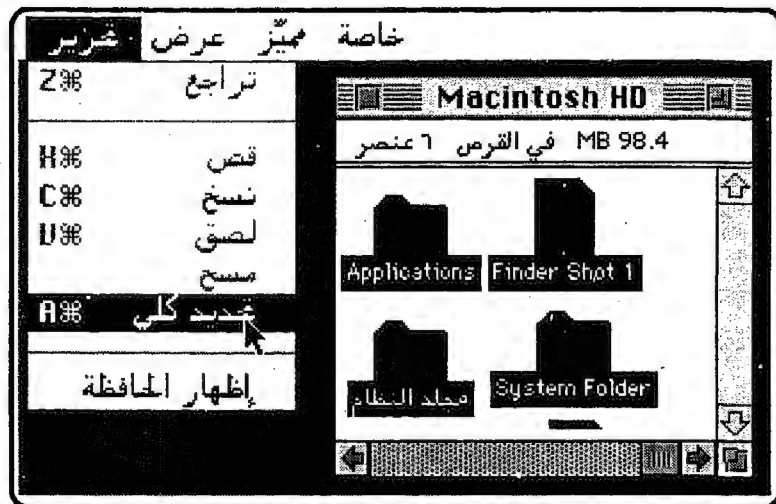 خاصة مميّز عرض تحرير
تراجع ⌘Z
قص ⌘X
نسخ ⌘C
لصق ⌘V
مسح
تحديد كلي ⌘A
إظهار الحافظة
Macintosh HD
MB 98.4 في القرص ٦ عنصر
Applications
Finder Shot 1
مجلد النظام
System Folder